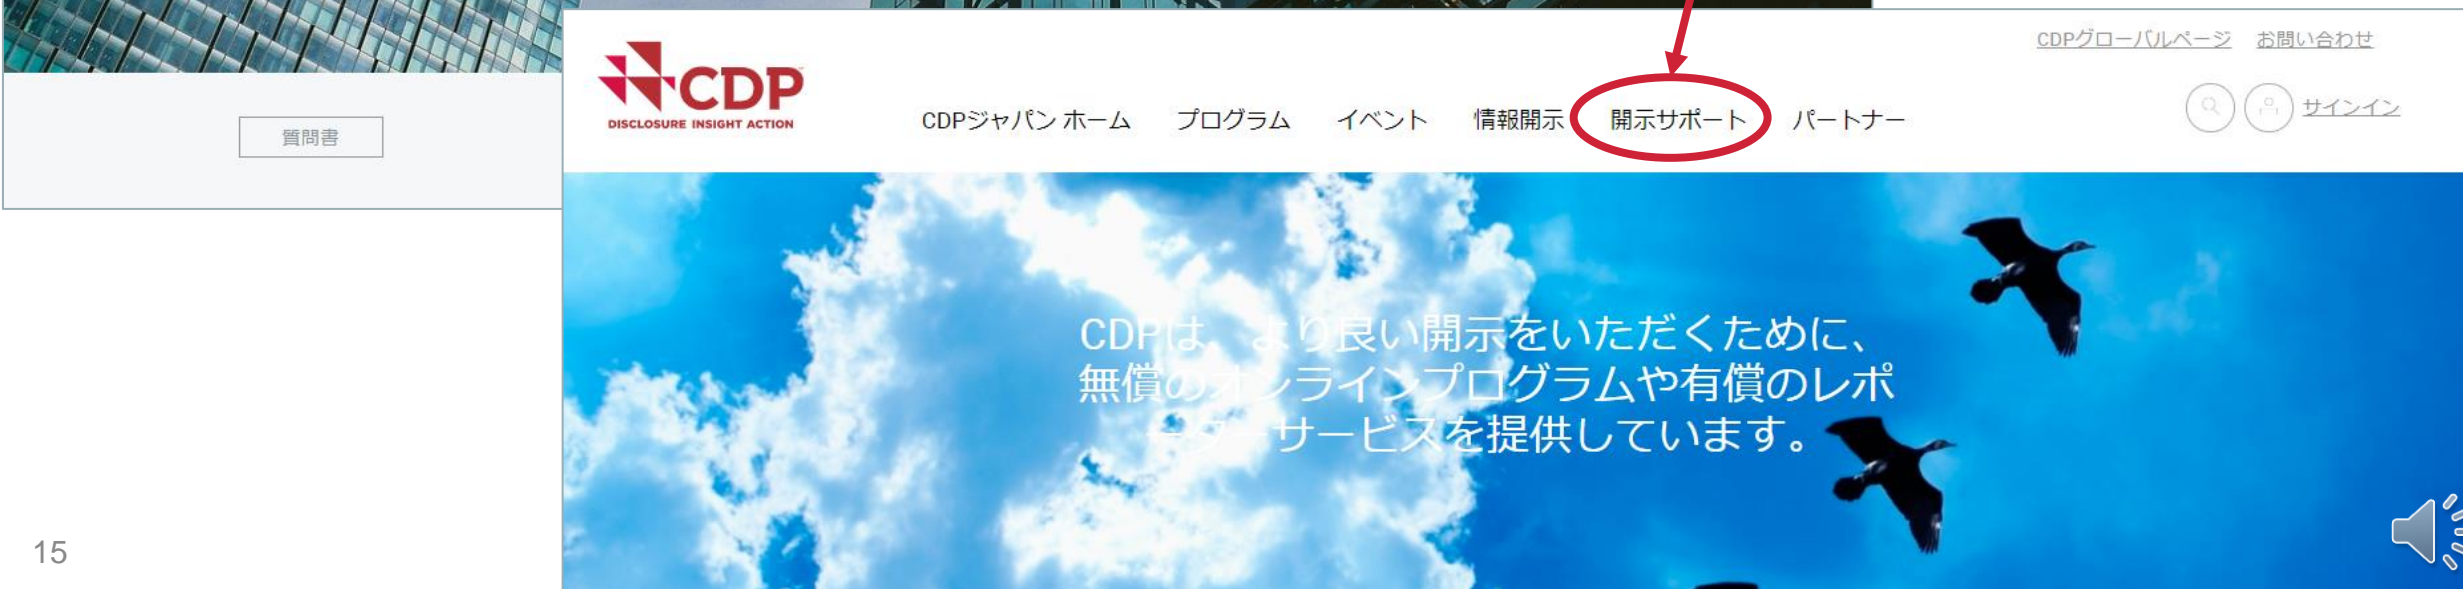 CDPグローバルページ お問い合わせ
CDP
DISCLOSURE INSIGHT ACTION
CDPジャパン ホーム プログラム イベント 情報開示 開示サポート パートナー サインイン
質問書
CDPは、より良い開示をいただくために、
無償のオンラインプログラムや有償のレポ
ーターサービスを提供しています。
15